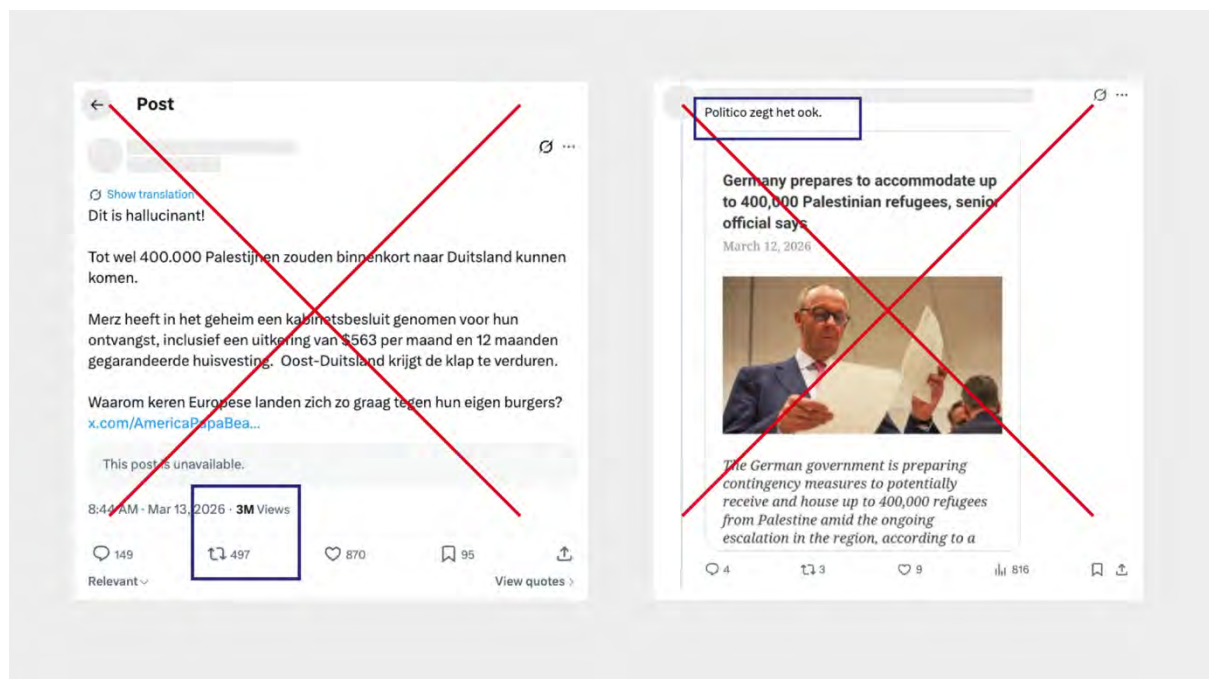 Post
Show translation
Dit is hallucinant!
Tot wel 400.000 Palestijnen zouden binnenkort naar Duitsland kunnen
komen.
Merz heeft in het geheim een kabinetsbesluit genomen voor hun
ontvangst, inclusief een uitkering van $563 per maand en 12 maanden
gegarandeerde huisvesting. Oost-Duitsland krijgt de klap te verduren.
Waarom keren Europese landen zich zo graag tegen hun eigen burgers?
x.com/AmericaPapaBea...
This post is unavailable.
8:44 AM · Mar 13, 2026 · 3M Views
149 497 870 95
Relevant View quotes
Politico zegt het ook.
Germany prepares to accommodate up
to 400,000 Palestinian refugees, senior
official says
March 12, 2026
The German government is preparing
contingency measures to potentially
receive and house up to 400,000 refugees
from Palestine amid the ongoing
escalation in the region, according to a
4 3 9 816